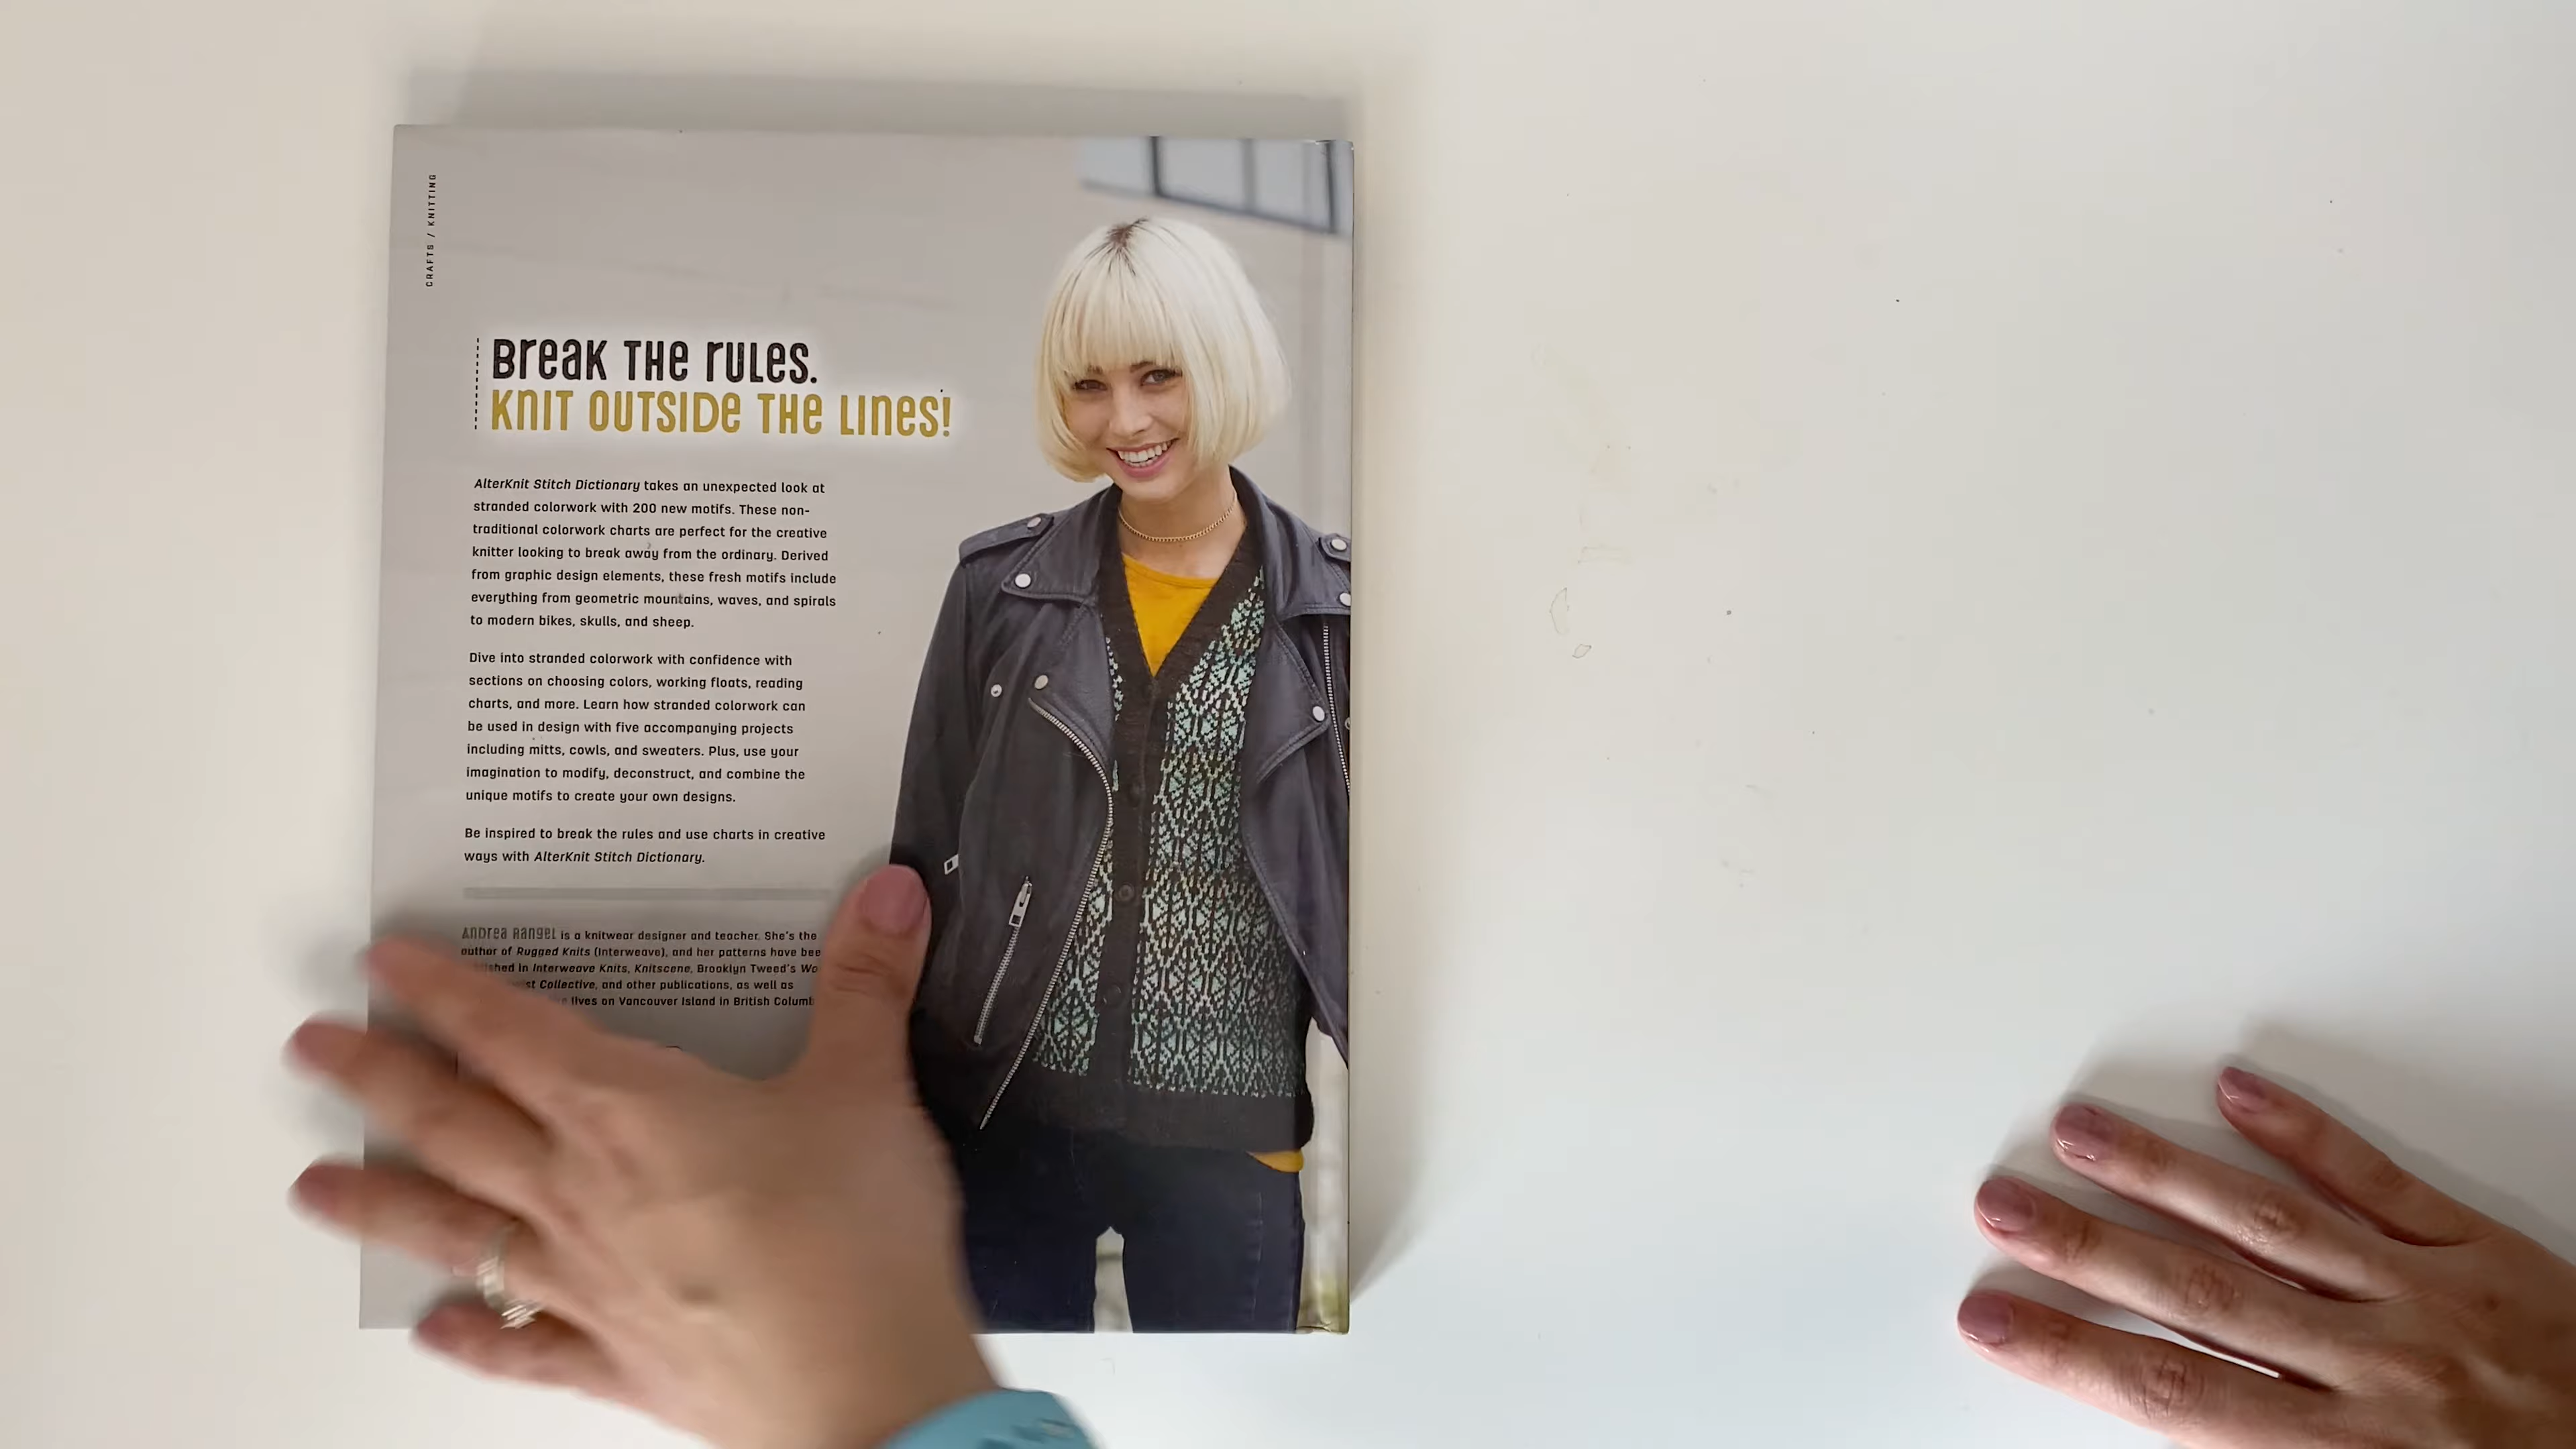 CRAFTS / KNITTING
Break THE rULes.
KNIT OUTSIDE THE LINes!
AlterKnit Stitch Dictionary takes an unexpected look at
stranded colorwork with 200 new motifs. These non-
traditional colorwork charts are perfect for the creative
knitter looking to break away from the ordinary. Derived
from graphic design elements, these fresh motifs include
everything from geometric mountains, waves, and spirals
to modern bikes, skulls, and sheep.
Dive into stranded colorwork with confidence with
sections on choosing colors, working floats, reading
charts, and more. Learn how stranded colorwork can
be used in design with five accompanying projects
including mitts, cowls, and sweaters. Plus, use your
imagination to modify, deconstruct, and combine the
unique motifs to create your own designs.
Be inspired to break the rules and use charts in creative
ways with AlterKnit Stitch Dictionary.
Andrea Rangel is a knitwear designer and teacher. She's the
author of Rugged Knits (Interweave), and her patterns have
in Interweave Knits, Knitscene, Brooklyn Tweed's
Collective, and other publications, as well as
lives on Vancouver Island in British